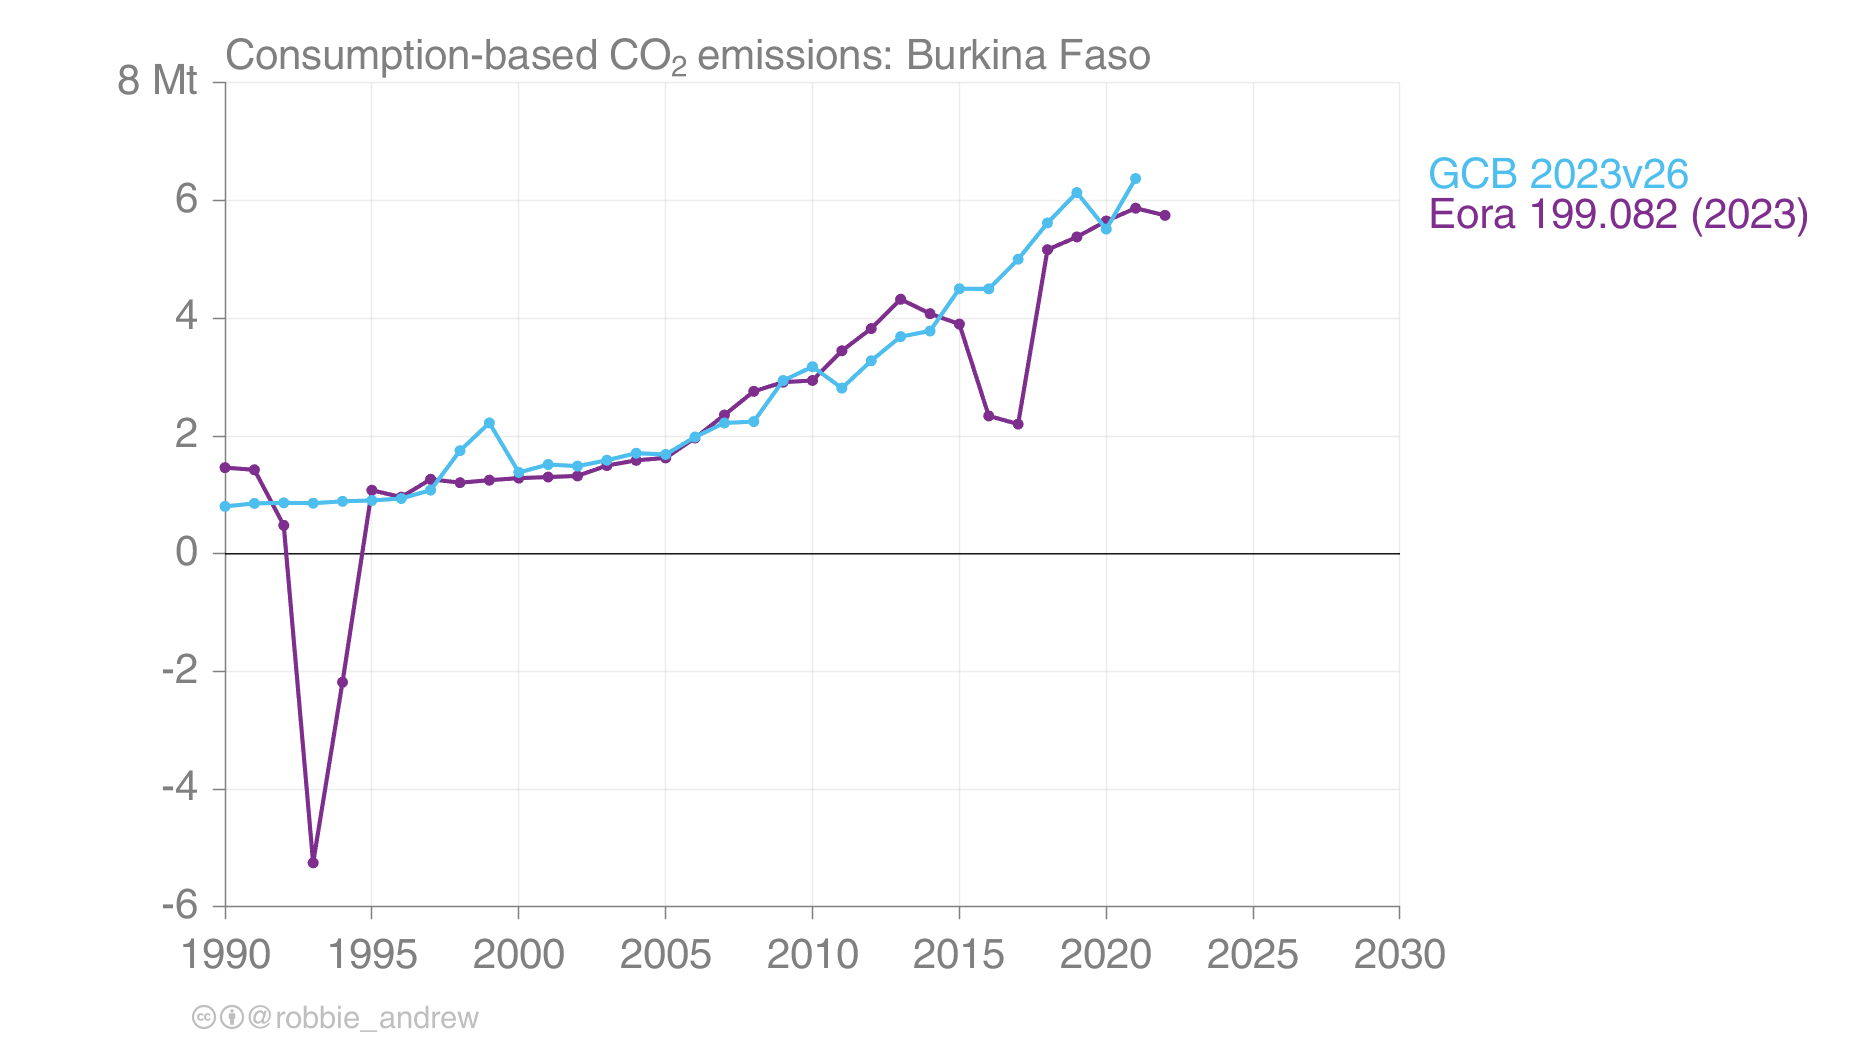 Consumption-based CO₂ emissions: Burkina Faso
8 Mt
6
4
2
0
-2
-4
-6
1990 1995 2000 2005 2010 2015 2020 2025 2030
GCB 2023v26
Eora 199.082 (2023)
@robbie_andrew